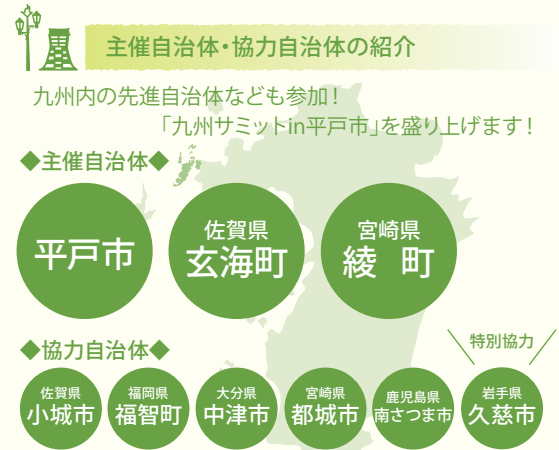 主催自治体・協力自治体の紹介
九州内の先進自治体なども参加！
「九州サミットin平戸市」を盛り上げます！
◆主催自治体◆
平戸市
佐賀県
玄海町
宮崎県
綾 町
◆協力自治体◆
特別協力
佐賀県
小城市
福岡県
福智町
大分県
中津市
宮崎県
都城市
鹿児島県
南さつま市
岩手県
久慈市